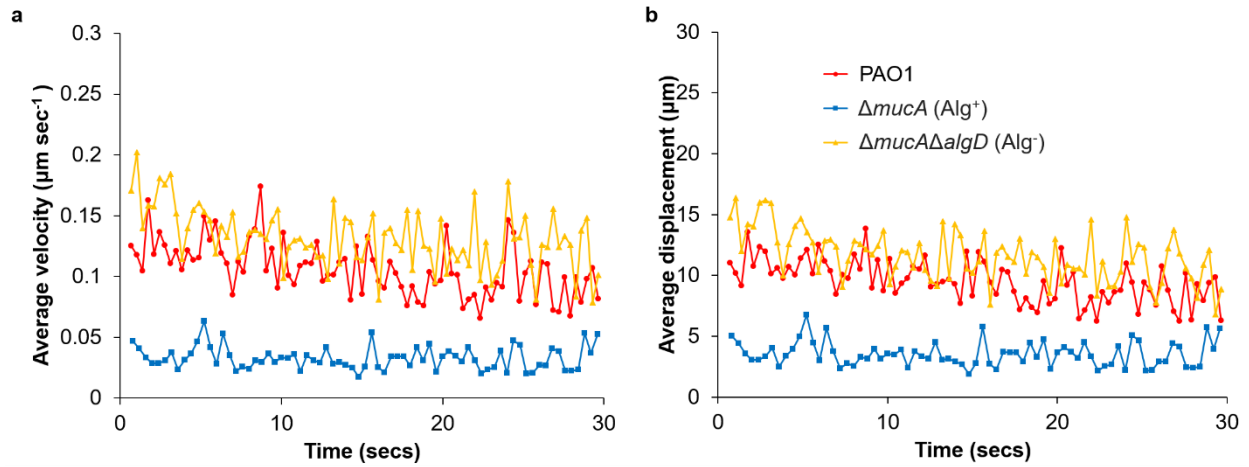 a
Average velocity (µm sec⁻¹)
0.3
0.25
0.2
0.15
0.1
0.05
0
0
10
20
30
Time (secs)
b
Average displacement (µm)
30
25
20
15
10
5
0
0
10
20
30
Time (secs)
PAO1
ΔmucA (Alg⁺)
ΔmucAΔalgD (Alg⁻)